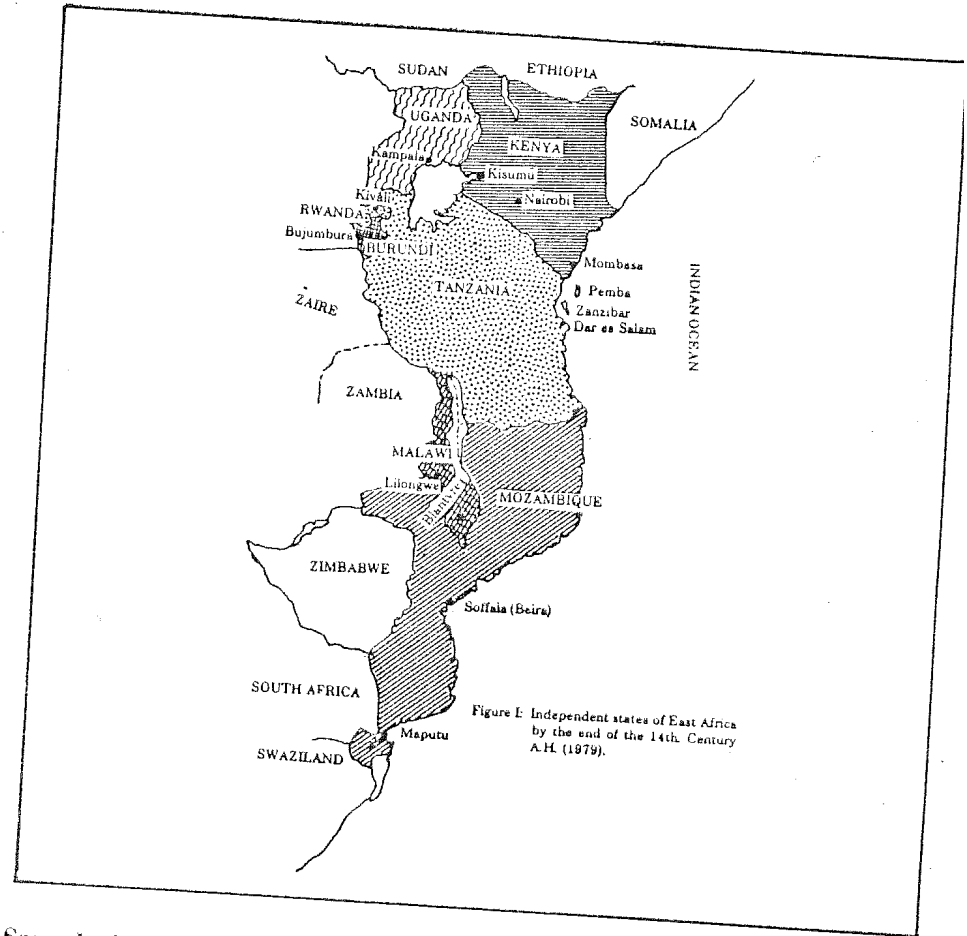 SUDAN
ETHIOPIA
UGANDA
SOMALIA
KENYA
Kampala
Kisumu
Kivali
Nairobi
RWANDA
Bujumbura
BURUNDI
Mombasa
TANZANIA
Pemba
ZAIRE
Zanzibar
Dar es Salam
INDIAN OCEAN
ZAMBIA
MALAWI
Lilongwe
Blantyre
MOZAMBIQUE
ZIMBABWE
Soffala (Beira)
SOUTH AFRICA
Maputu
SWAZILAND
Figure I: Independent states of East Africa
by the end of the 14th. Century
A.H. (1979).